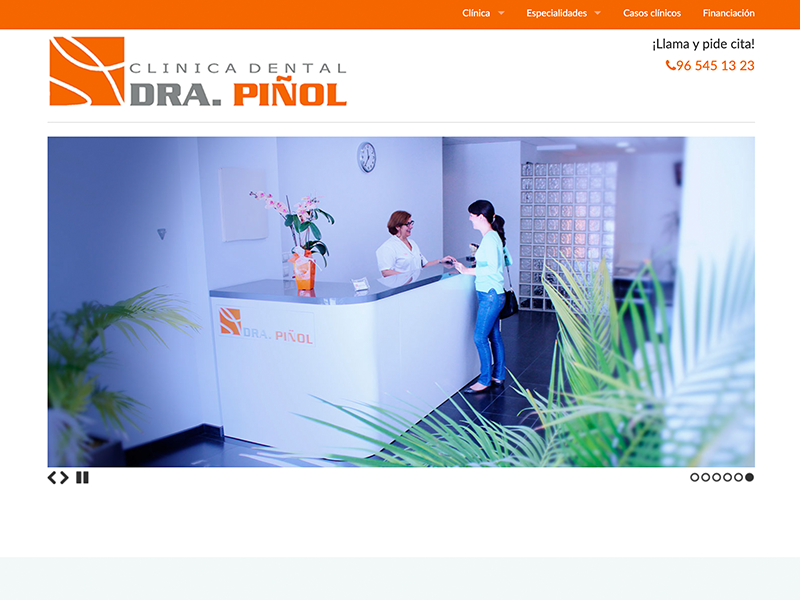 Clínica Especialidades Casos clínicos Financiación
CLINICA DENTAL
DRA. PIÑOL
¡Llama y pide cita!
96 545 13 23
DRA. PIÑOL